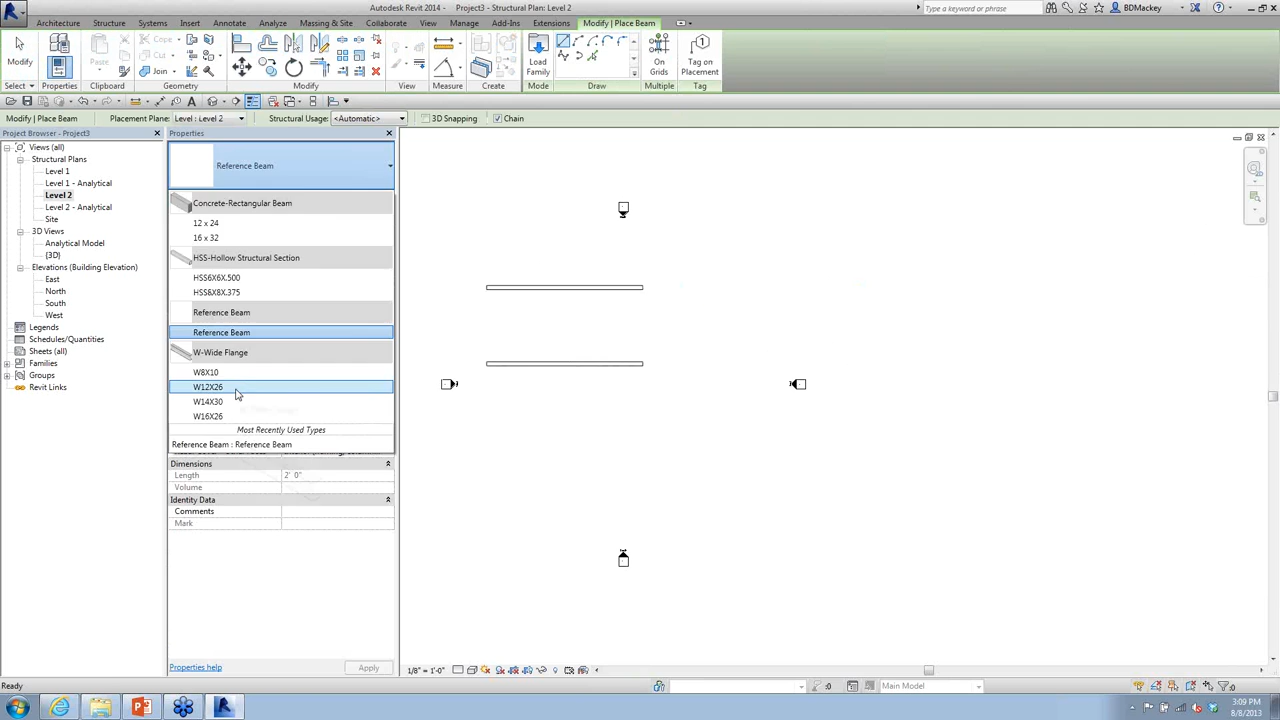 Autodesk Revit 2014 - Project3 - Structural Plan: Level 2
Type a keyword or phrase
BDMackey
Architecture Structure Systems Insert Annotate Analyze Massing & Site Collaborate View Manage Add-Ins Extensions Modify | Place Beam
Modify
Paste
Cope
Cut
Join
Load
Family
On
Grids
Tag on
Placement
Select Properties Clipboard Geometry Modify View Measure Create Mode Draw Multiple Tag
Modify | Place Beam Placement Plane: Level : Level 2 Structural Usage: <Automatic> 3D Snapping Chain
Project Browser - Project3
Views (all)
Structural Plans
Level 1
Level 1 - Analytical
Level 2
Level 2 - Analytical
Site
3D Views
Analytical Model
{3D}
Elevations (Building Elevation)
East
North
South
West
Legends
Schedules/Quantities
Sheets (all)
Families
Groups
Revit Links
Properties
Reference Beam
Concrete-Rectangular Beam
12 x 24
16 x 32
HSS-Hollow Structural Section
HSS6X6X.500
HSS8X8X.375
Reference Beam
Reference Beam
W-Wide Flange
W8X10
W12X26
W14X30
W16X26
Most Recently Used Types
Reference Beam : Reference Beam
Dimensions
Length 2' 0"
Volume
Identity Data
Comments
Mark
Properties help
Apply
1/8" = 1'-0"
Ready
:0
Main Model
:0
3:09 PM
8/8/2013